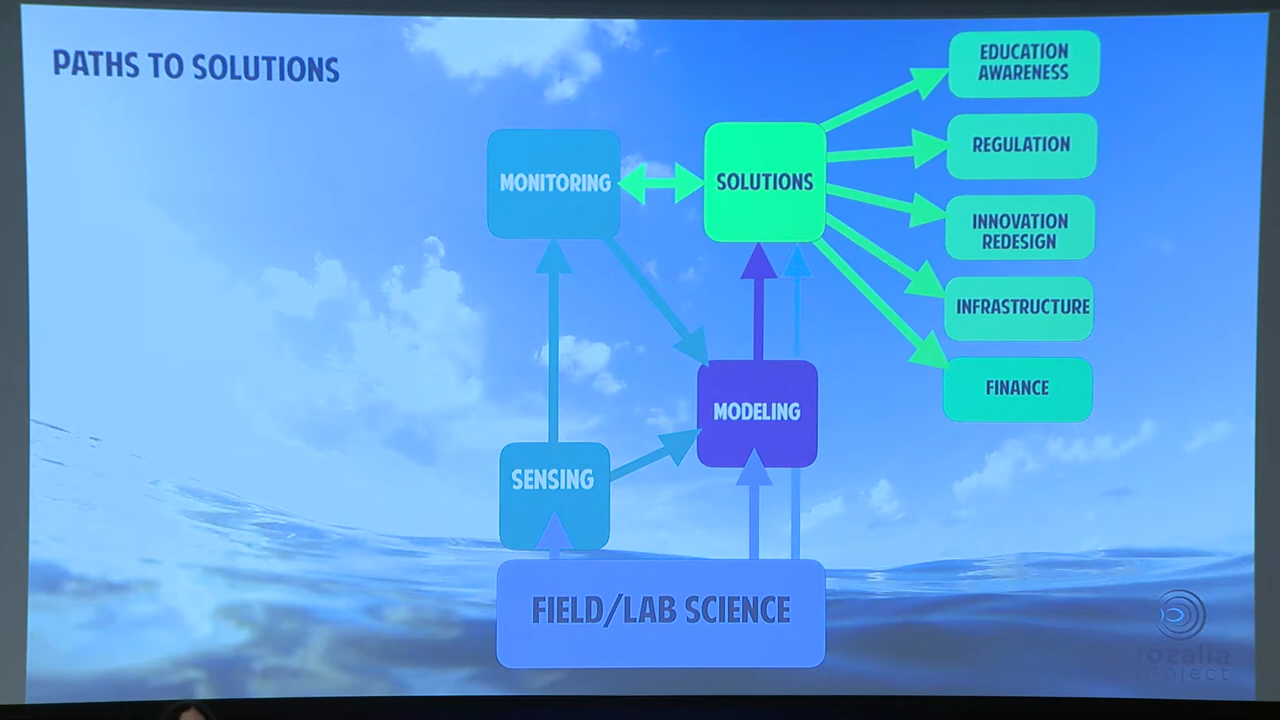 PATHS TO SOLUTIONS
EDUCATION
AWARENESS
REGULATION
MONITORING
SOLUTIONS
INNOVATION
REDESIGN
INFRASTRUCTURE
FINANCE
MODELING
SENSING
FIELD/LAB SCIENCE
rozalia
project